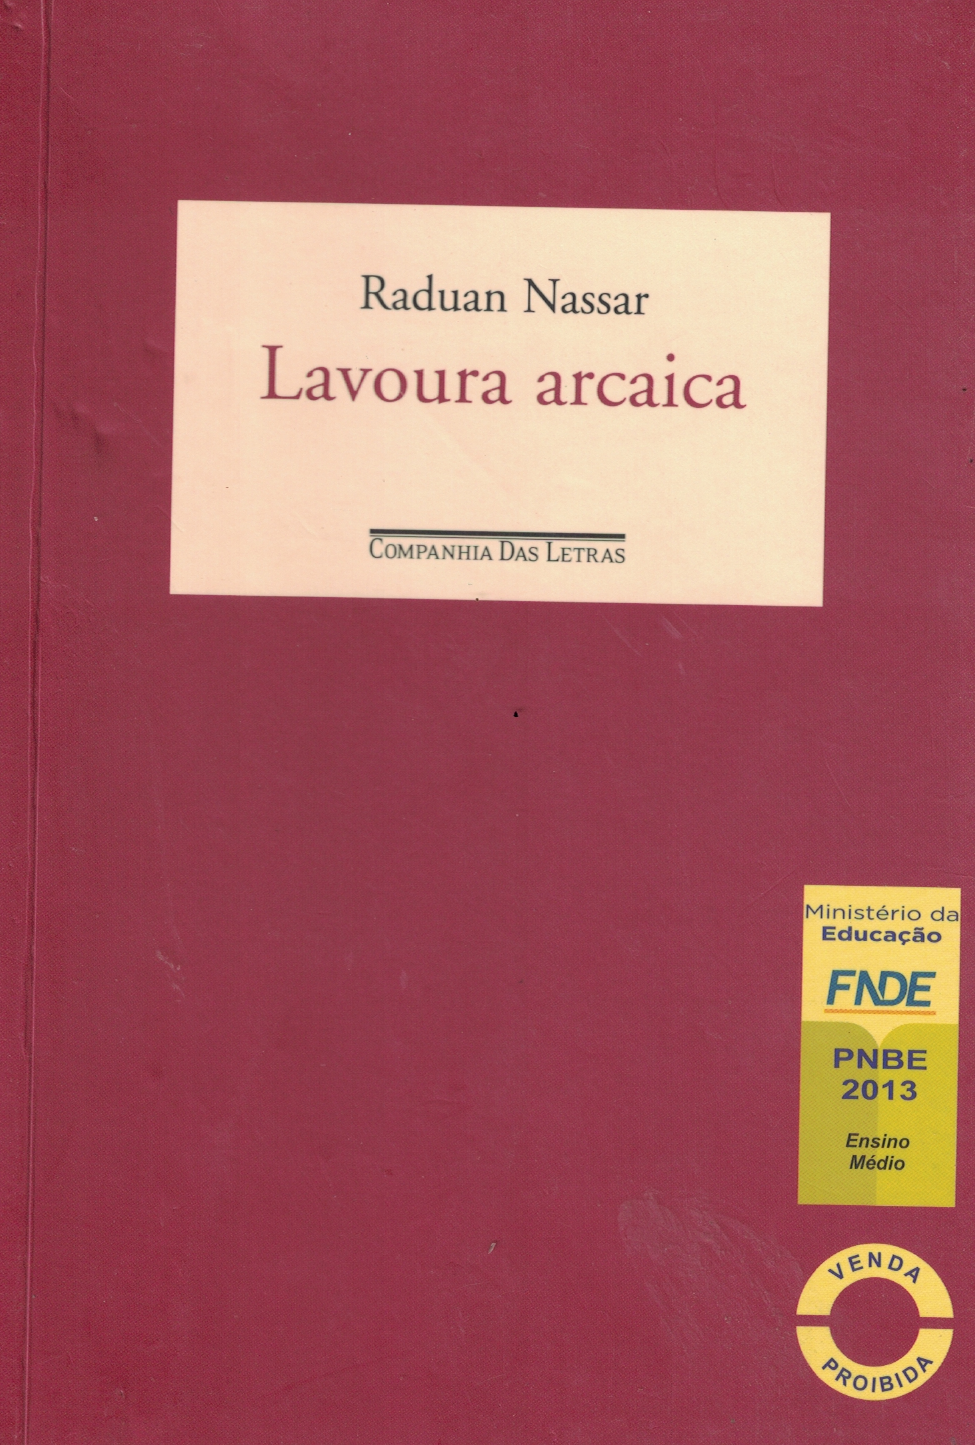 Raduan Nassar
Lavoura arcaica
COMPANHIA DAS LETRAS
Ministério da
Educação
FNDE
PNBE
2013
Ensino
Médio
VENDA
PROIBIDA